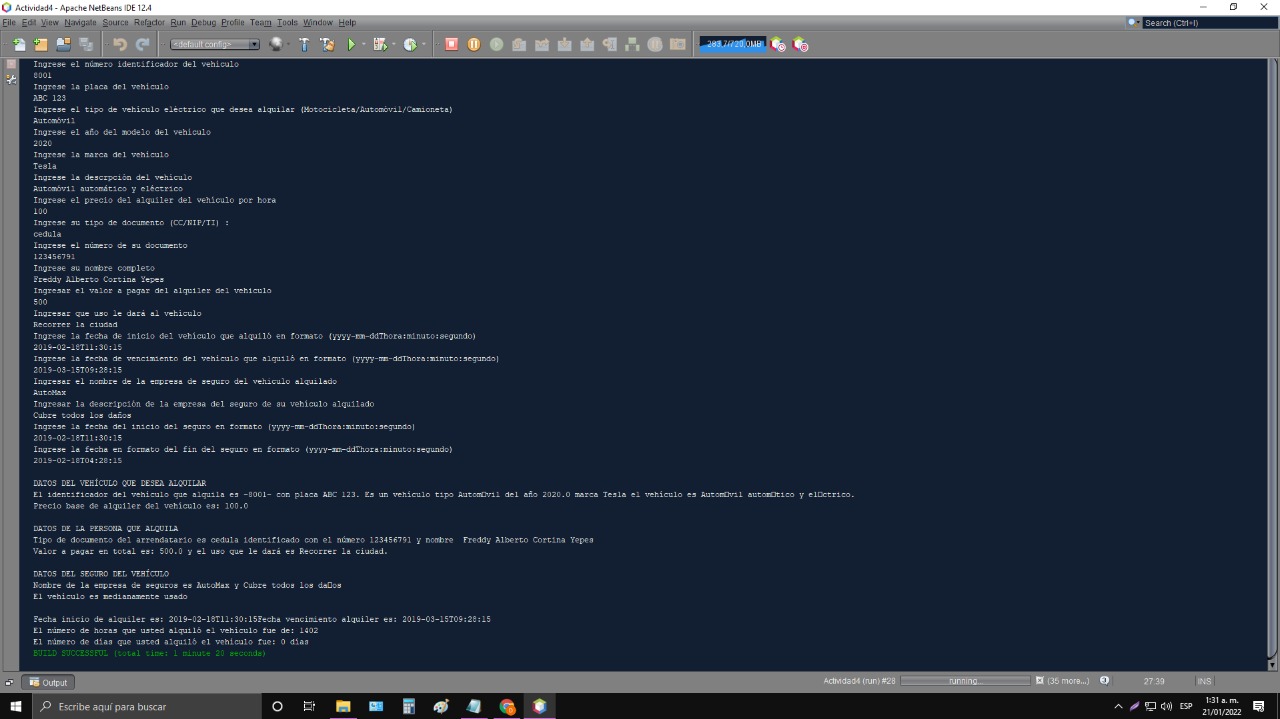 Actividad4 - Apache NetBeans IDE 12.4
File Edit View Navigate Source Refactor Run Debug Profile Team Tools Window Help
Search (Ctrl+I)
<default config>
283,7/720,0MB
Ingrese el número identificador del vehículo
8001
Ingrese la placa del vehículo
ABC 123
Ingrese el tipo de vehículo eléctrico que desea alquilar (Motocicleta/Automóvil/Camioneta)
Automóvil
Ingrese el año del modelo del vehículo
2020
Ingrese la marca del vehículo
Tesla
Ingrese la descrpción del vehículo
Automóvil automático y eléctrico
Ingrese el precio del alquiler del vehículo por hora
100
Ingrese su tipo de documento (CC/NIP/TI) :
cedula
Ingrese el número de su documento
123456791
Ingrese su nombre completo
Freddy Alberto Cortina Yepes
Ingresar el valor a pagar del alquiler del vehículo
500
Ingresar que uso le dará al vehículo
Recorrer la ciudad
Ingrese la fecha de inicio del vehículo que alquiló en formato (yyyy-mm-ddThora:minuto:segundo)
2019-02-18T11:30:15
Ingrese la fecha de vencimiento del vehículo que alquiló en formato (yyyy-mm-ddThora:minuto:segundo)
2019-03-15T09:28:15
Ingresar el nombre de la empresa de seguro del vehículo alquilado
AutoMax
Ingresar la descripción de la empresa del seguro de su vehículo alquilado
Cubre todos los daños
Ingrese la fecha del inicio del seguro en formato (yyyy-mm-ddThora:minuto:segundo)
2019-02-18T11:30:15
Ingrese la fecha en formato del fin del seguro en formato (yyyy-mm-ddThora:minuto:segundo)
2019-02-18T04:28:15
DATOS DEL VEHÍCULO QUE DESEA ALQUILAR
El identificador del vehículo que alquila es -8001- con placa ABC 123. Es un vehículo tipo Autom□vil del año 2020.0 marca Tesla el vehículo es Autom□vil autom□tico y el□ctrico.
Precio base de alquiler del vehículo es: 100.0
DATOS DE LA PERSONA QUE ALQUILA
Tipo de documento del arrendatario es cedula identificado con el número 123456791 y nombre  Freddy Alberto Cortina Yepes
Valor a pagar en total es: 500.0 y el uso que le dará es Recorrer la ciudad.
DATOS DEL SEGURO DEL VEHÍCULO
Nombre de la empresa de seguros es AutoMax y Cubre todos los da□os
El vehículo es medianamente usado
Fecha inicio de alquiler es: 2019-02-18T11:30:15Fecha vencimiento alquiler es: 2019-03-15T09:28:15
El número de horas que usted alquiló el vehículo fue de: 1402
El número de días que usted alquiló el vehículo fue: 0 días
BUILD SUCCESSFUL (total time: 1 minute 20 seconds)
Output
Actividad4 (run) #28 running... (35 more...) 27:39 INS
Escribe aquí para buscar
ESP
1:31 a. m.
21/01/2022